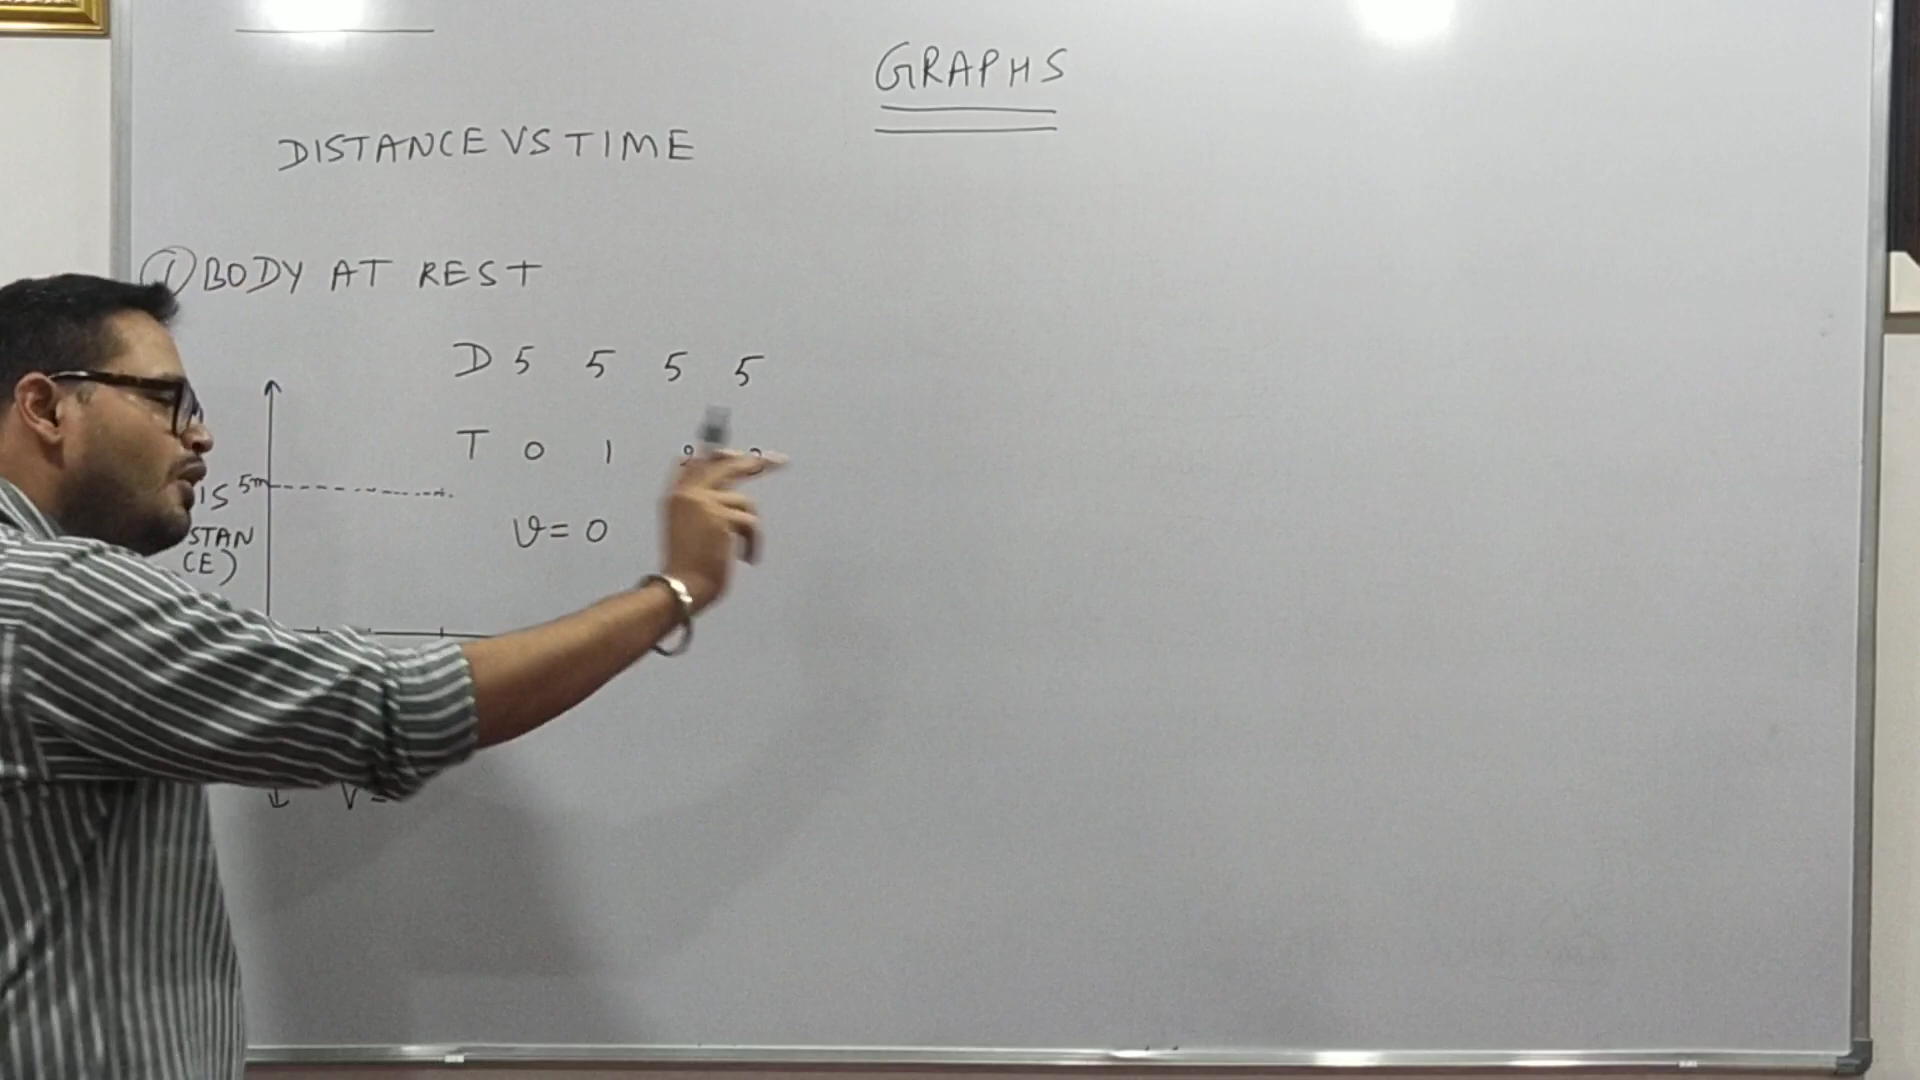 GRAPHS
DISTANCE VS TIME
① BODY AT REST
D 5 5 5 5
T 0 1
IS 5m
STAN
CE)
v = 0
V =